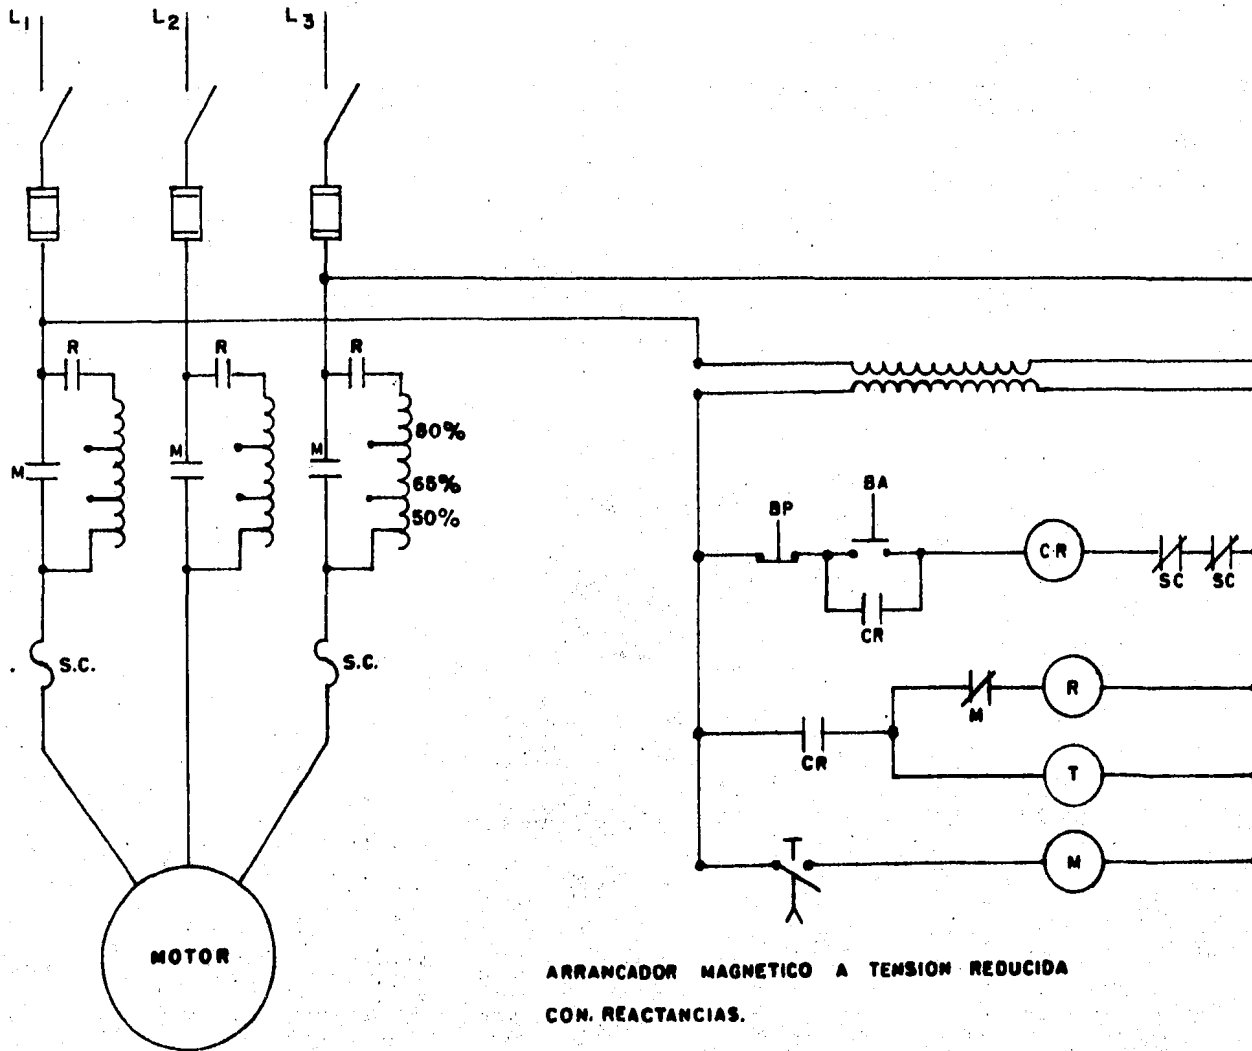 L1
L2
L3
R
R
R
M
M
M
80%
65%
50%
S.C.
S.C.
MOTOR
BP
BA
CR
CR
SC
SC
M
R
CR
T
T
M
ARRANCADOR MAGNETICO A TENSION REDUCIDA
CON. REACTANCIAS.